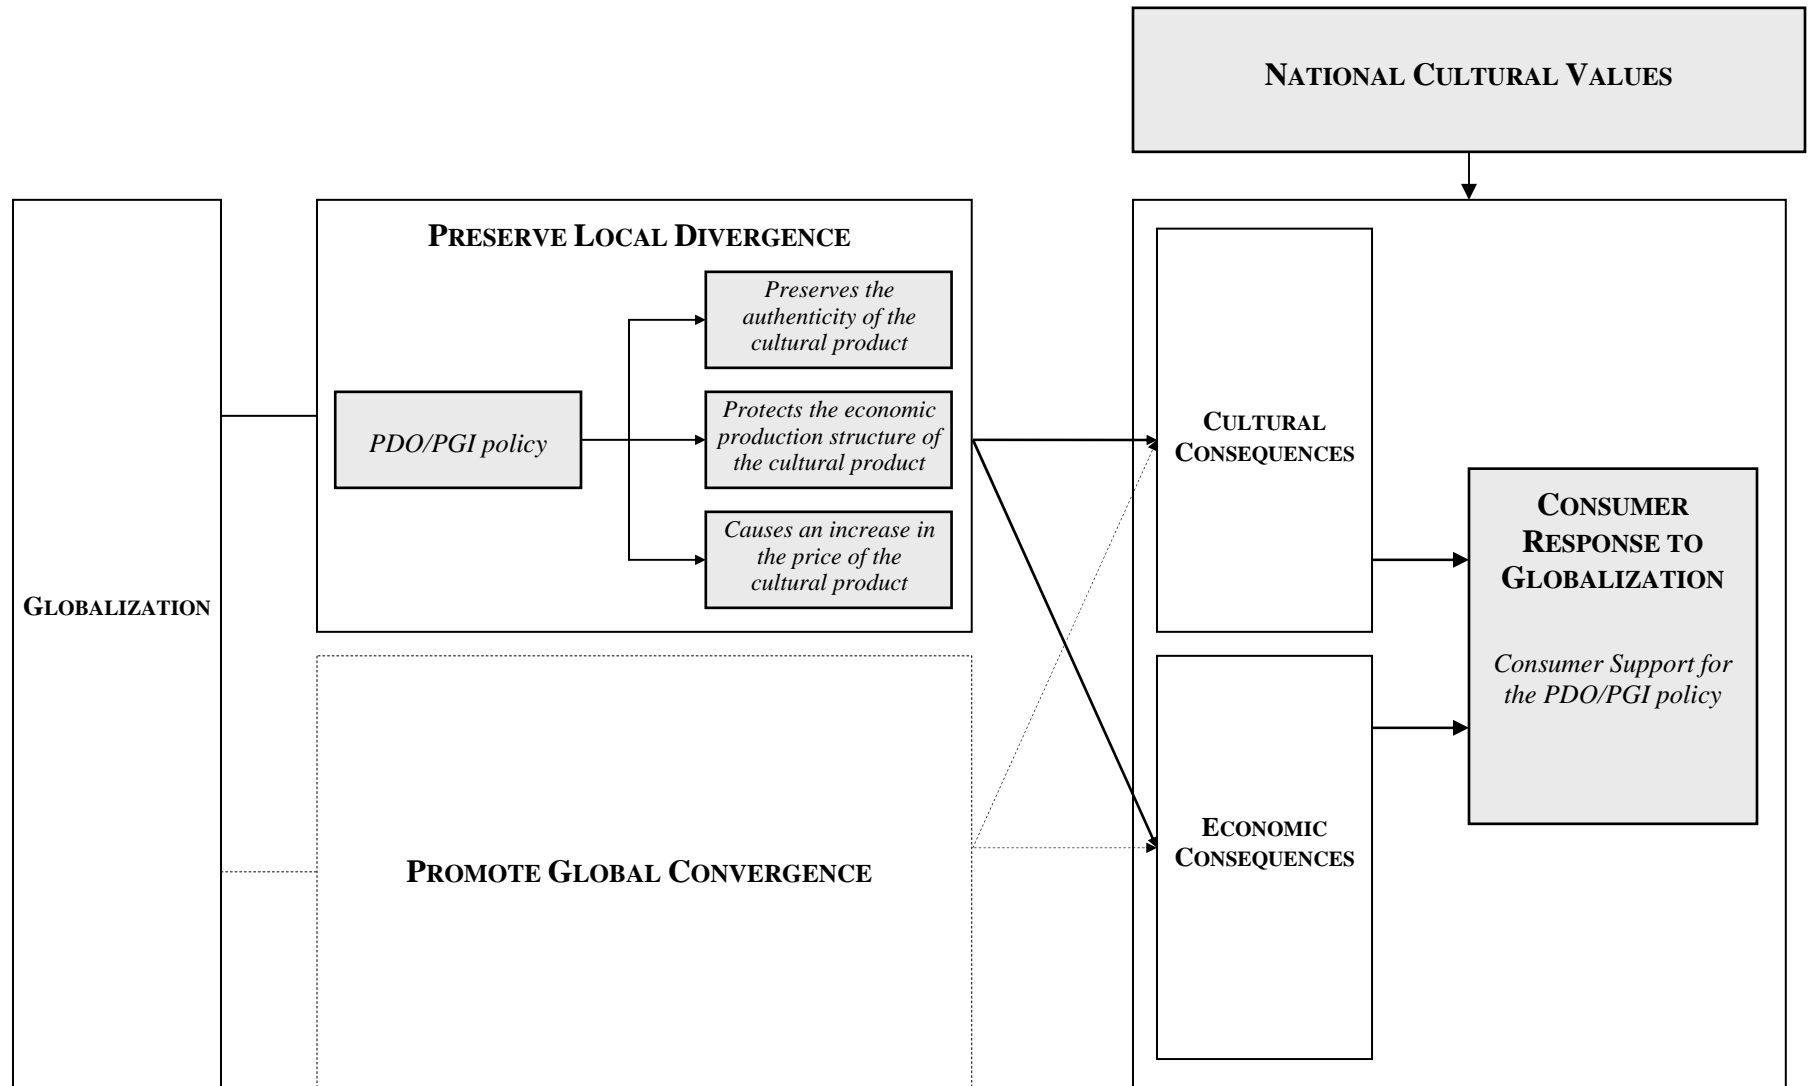 NATIONAL CULTURAL VALUES
PRESERVE LOCAL DIVERGENCE
Preserves the
authenticity of the
cultural product
PDO/PGI policy
Protects the economic
production structure of
the cultural product
Causes an increase in
the price of the
cultural product
GLOBALIZATION
PROMOTE GLOBAL CONVERGENCE
CULTURAL
CONSEQUENCES
ECONOMIC
CONSEQUENCES
CONSUMER
RESPONSE TO
GLOBALIZATION
Consumer Support for
the PDO/PGI policy